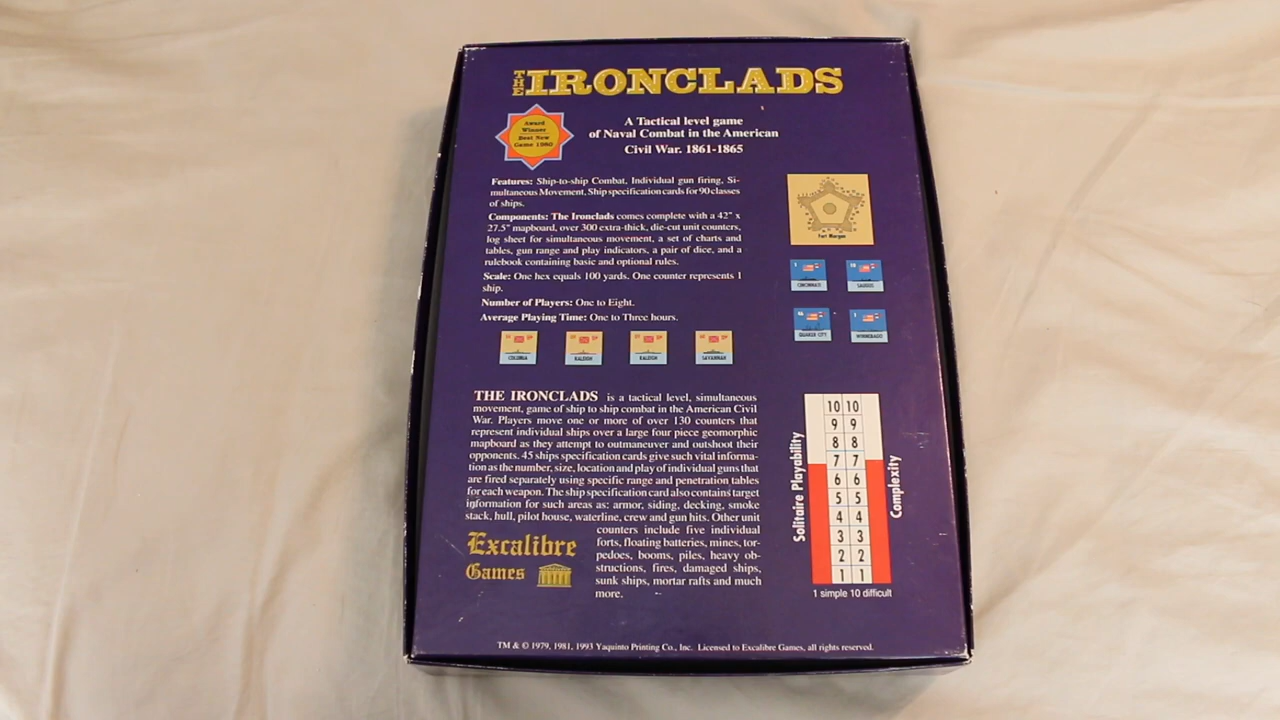 THE IRONCLADS
Award
Winner
Best New
Game 1980
A Tactical level game
of Naval Combat in the American
Civil War. 1861-1865
Features: Ship-to-ship Combat, Individual gun firing, Si-
multaneous Movement, Ship specification cards for 90 classes
of ships.
Components: The Ironclads comes complete with a 42" x
27.5" mapboard, over 300 extra-thick, die-cut unit counters,
log sheet for simultaneous movement, a set of charts and
tables, gun range and play indicators, a pair of dice, and a
rulebook containing basic and optional rules.
Scale: One hex equals 100 yards. One counter represents 1
ship.
Number of Players: One to Eight.
Average Playing Time: One to Three hours.
Fort Morgan
CINCINNATI
SAUGUS
QUAKER CITY
WINNEBAGO
COLUMBIA
RALEIGH
RALEIGH
SAVANNAH
THE IRONCLADS is a tactical level, simultaneous
movement, game of ship to ship combat in the American Civil
War. Players move one or more of over 130 counters that
represent individual ships over a large four piece geomorphic
mapboard as they attempt to outmaneuver and outshoot their
opponents. 45 ships specification cards give such vital informa-
tion as the number, size, location and play of individual guns that
are fired separately using specific range and penetration tables
for each weapon. The ship specification card also contains target
information for such areas as: armor, siding, decking, smoke
stack, hull, pilot house, waterline, crew and gun hits. Other unit
counters include five individual
forts, floating batteries, mines, tor-
pedoes, booms, piles, heavy ob-
structions, fires, damaged ships,
sunk ships, mortar rafts and much
more.
Excalibre
Games
Solitaire Playability
10 10
9 9
8 8
7 7
6 6
5 5
4 4
3 3
2 2
1 1
Complexity
1 simple 10 difficult
TM & © 1979, 1981, 1993 Yaquinto Printing Co., Inc. Licensed to Excalibre Games, all rights reserved.